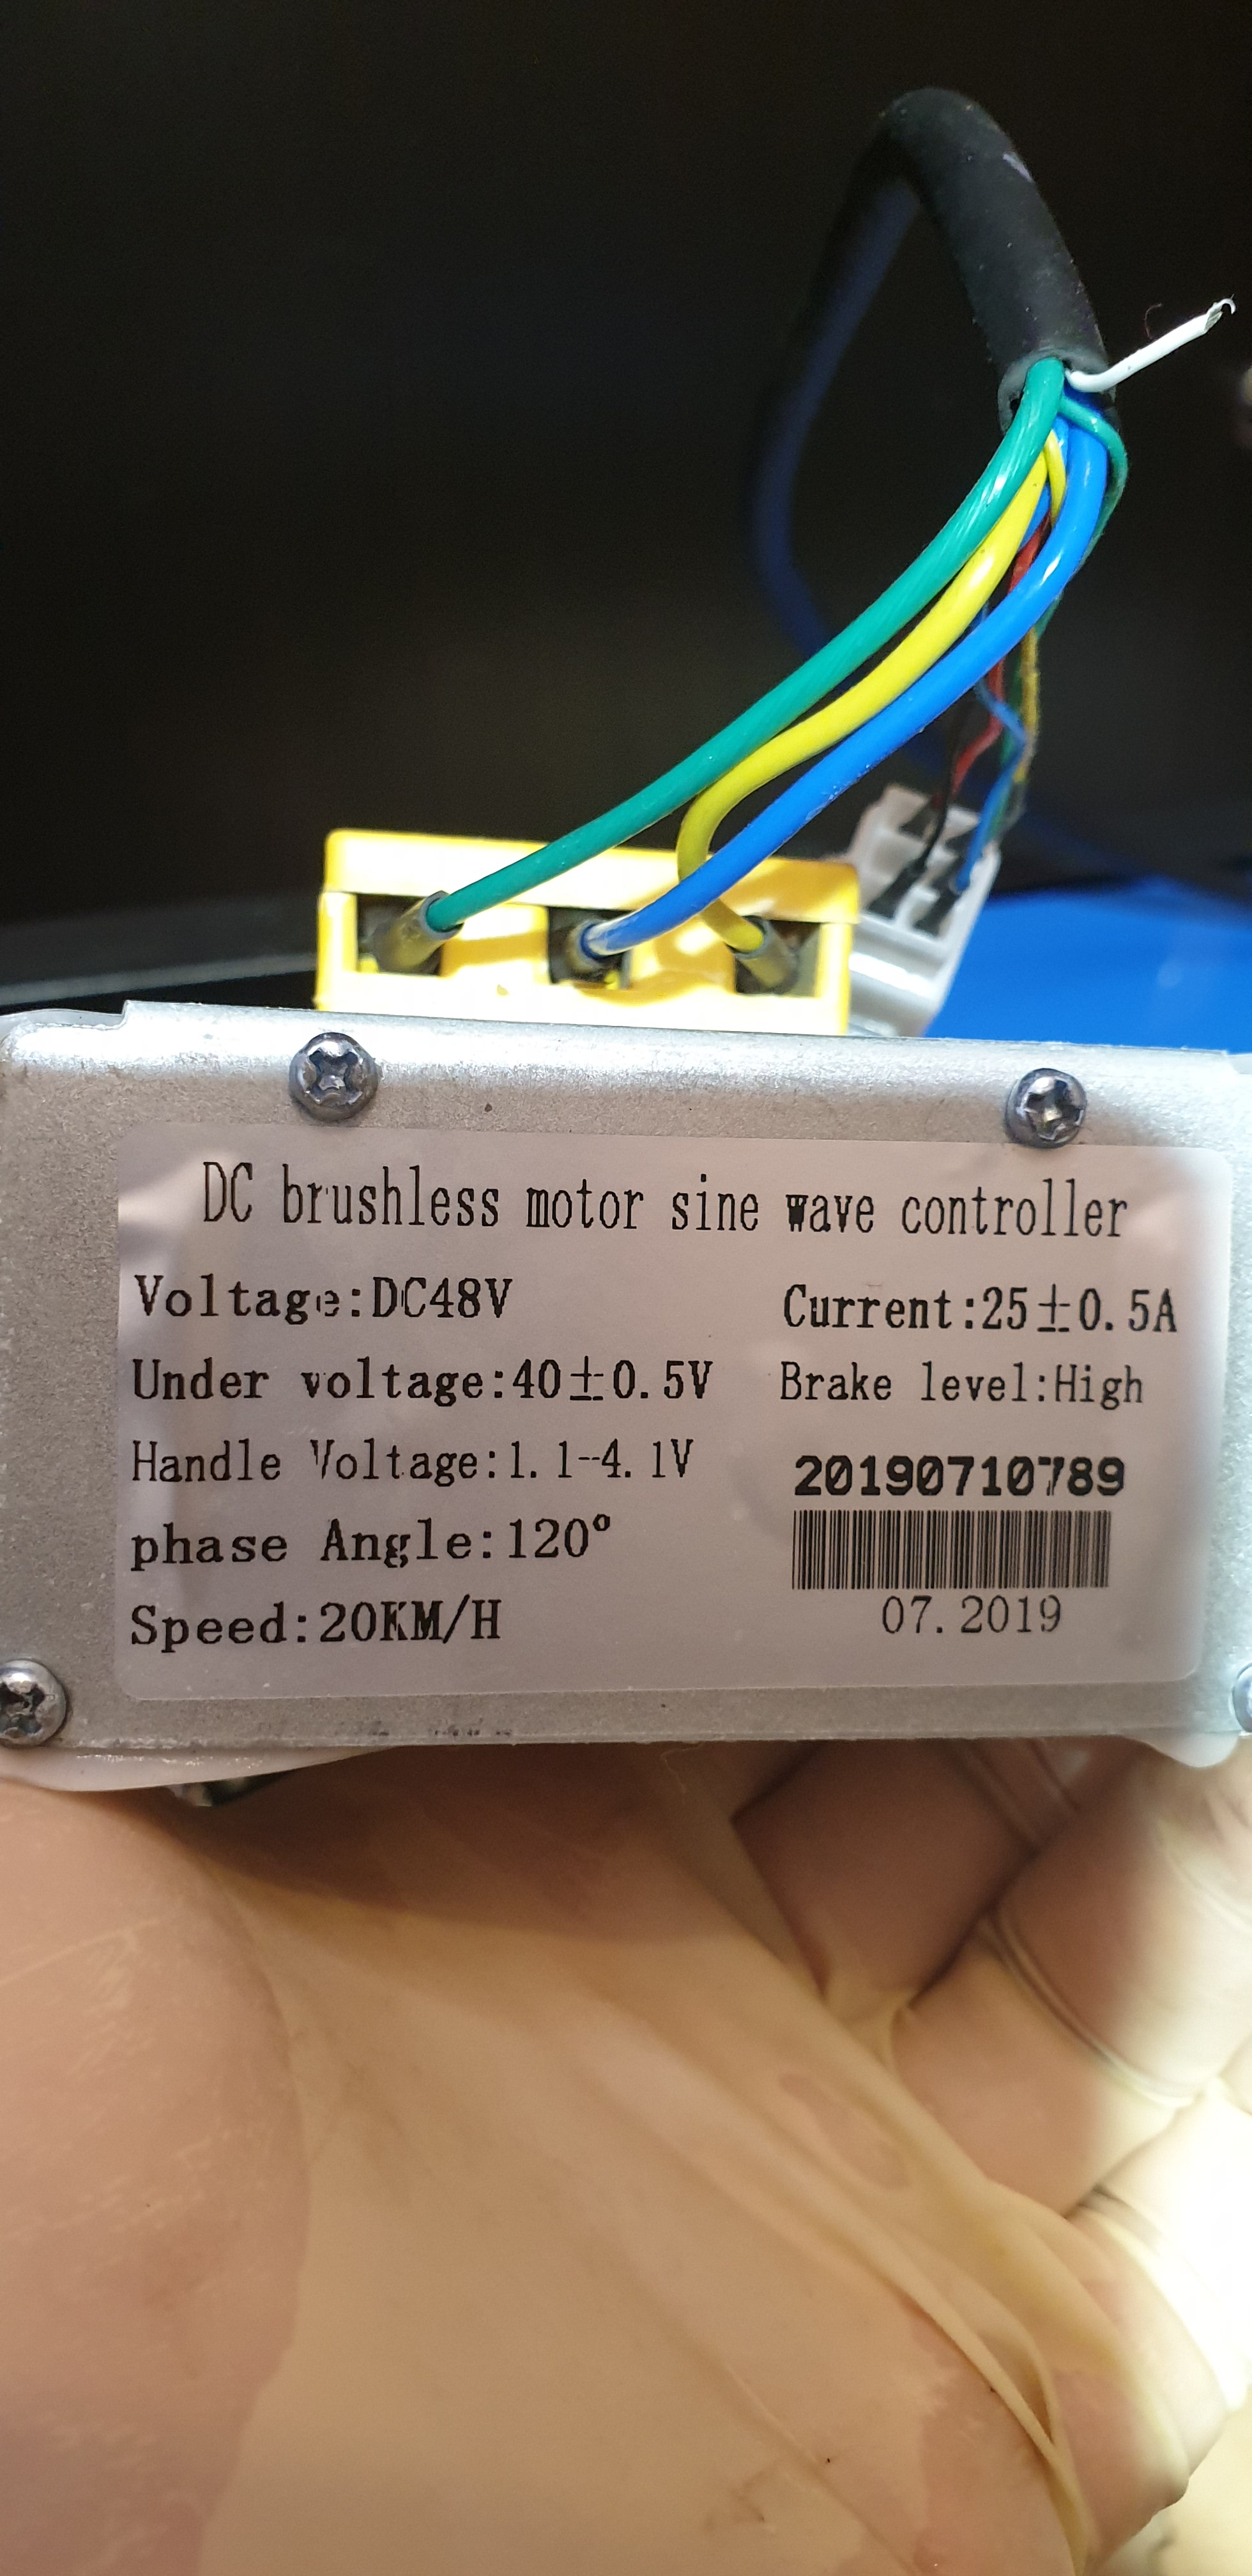 DC brushless motor sine wave controller
Voltage:DC48V
Current:25±0.5A
Under voltage:40±0.5V
Brake level:High
Handle Voltage:1.1--4.1V
20190710789
phase Angle:120°
Speed:20KM/H
07.2019